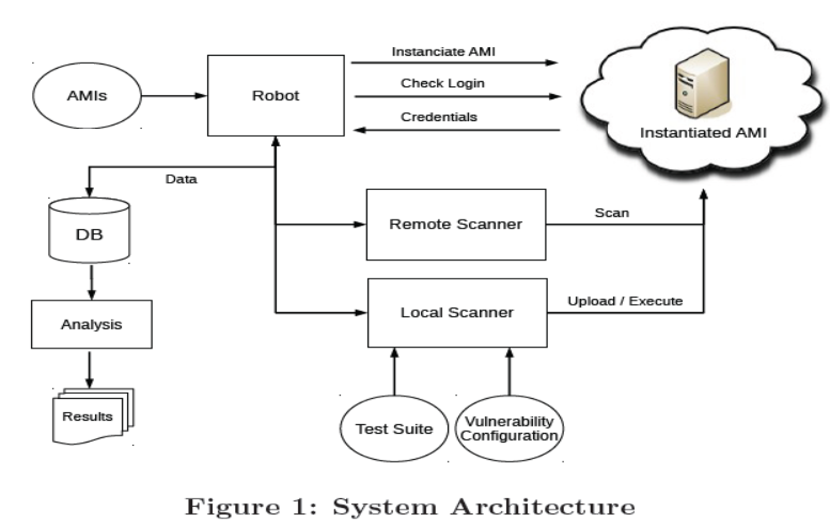 Instanciate AMI
AMIs
Robot
Check Login
Credentials
Instantiated AMI
Data
DB
Remote Scanner
Scan
Analysis
Local Scanner
Upload / Execute
Results
Test Suite
Vulnerability
Configuration
Figure 1: System Architecture